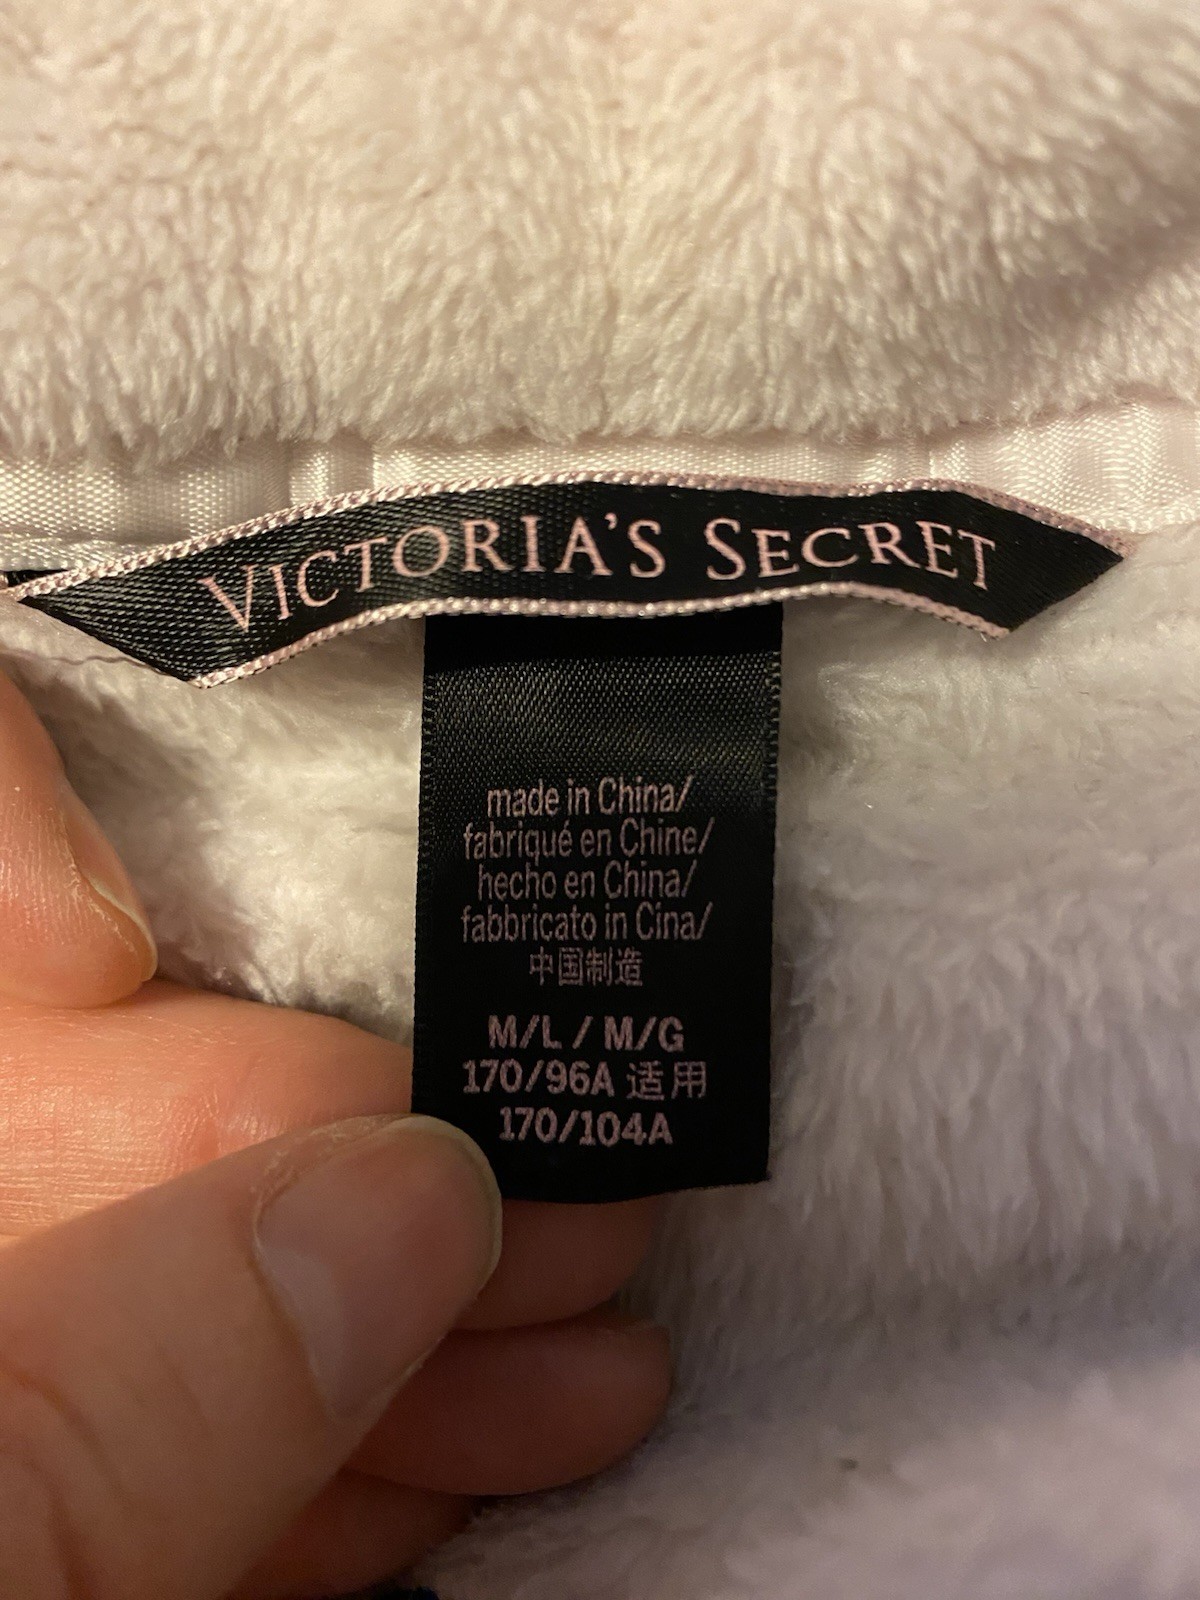 VICTORIA'S SECRET
made in China/
fabriqué en Chine/
hecho en China/
fabbricato in Cina/
中国制造
M/L / M/G
170/96A 适用
170/104A